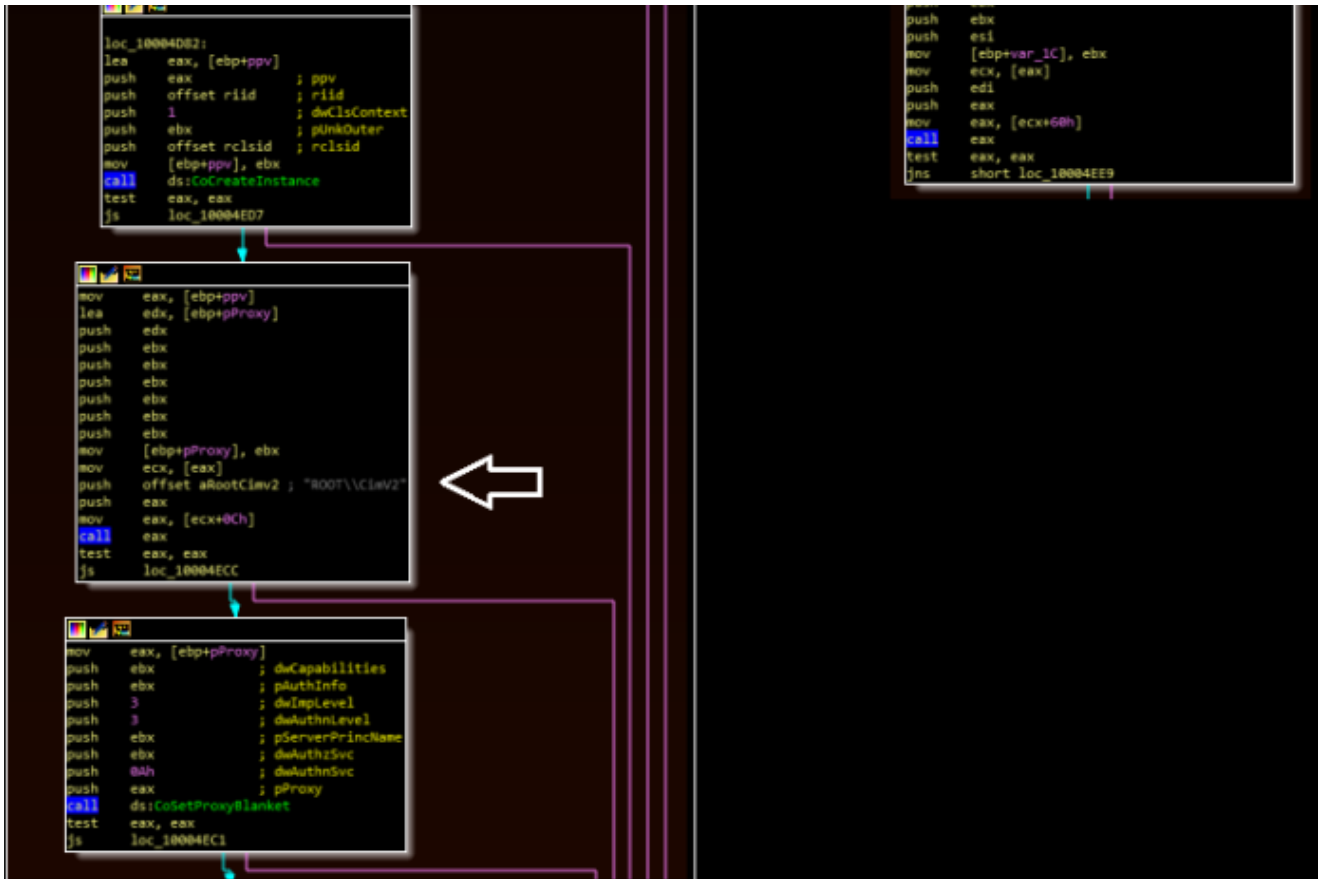 loc_10004D82:
lea eax, [ebp+ppv]
push eax ; ppv
push offset riid ; riid
push 1 ; dwClsContext
push ebx ; pUnkOuter
push offset rclsid ; rclsid
mov [ebp+ppv], ebx
call ds:CoCreateInstance
test eax, eax
js loc_10004ED7
mov eax, [ebp+ppv]
lea edx, [ebp+pProxy]
push edx
push ebx
push ebx
push ebx
push ebx
push ebx
push ebx
mov [ebp+pProxy], ebx
mov ecx, [eax]
push offset aRootCimv2 ; "ROOT\\CimV2"
push eax
mov eax, [ecx+0Ch]
call eax
test eax, eax
js loc_10004ECC
mov eax, [ebp+pProxy]
push ebx ; dwCapabilities
push ebx ; pAuthInfo
push 3 ; dwImpLevel
push 3 ; dwAuthnLevel
push ebx ; pServerPrincName
push ebx ; dwAuthzSvc
push 0Ah ; dwAuthnSvc
push eax ; pProxy
call ds:CoSetProxyBlanket
test eax, eax
js loc_10004EC1
push ebx
push esi
mov [ebp+var_1C], ebx
mov ecx, [eax]
push edi
push eax
mov eax, [ecx+60h]
call eax
test eax, eax
jns short loc_10004EE9